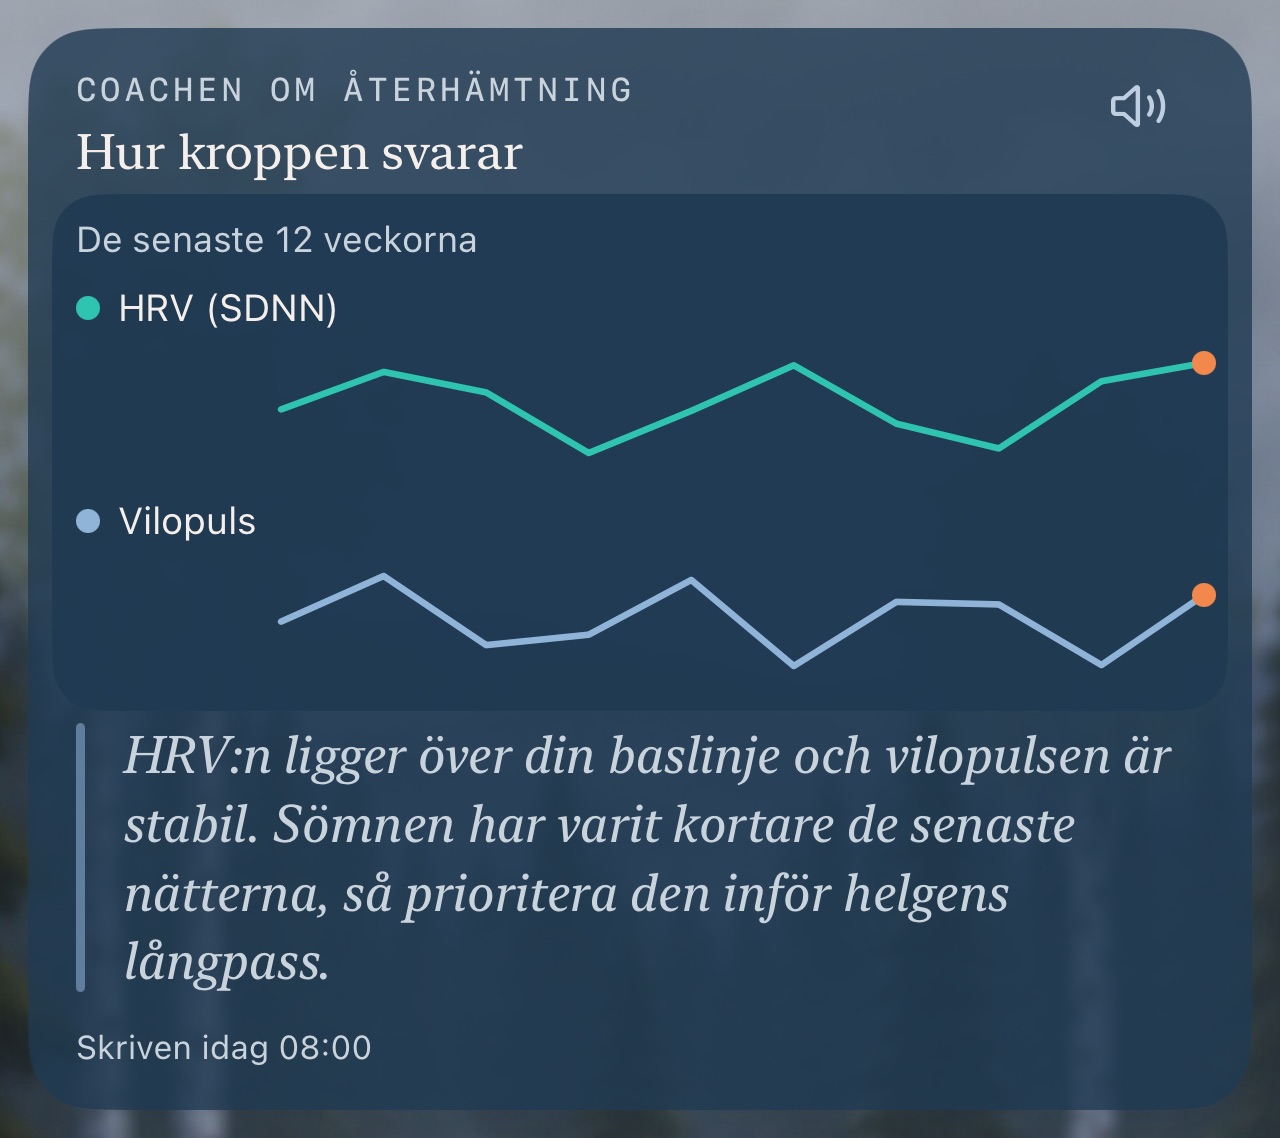 COACHEN OM ÅTERHÄMTNING
Hur kroppen svarar
De senaste 12 veckorna
HRV (SDNN)
Vilopuls
HRV:n ligger över din baslinje och vilopulsen är
stabil. Sömnen har varit kortare de senaste
nätterna, så prioritera den inför helgens
långpass.
Skriven idag 08:00